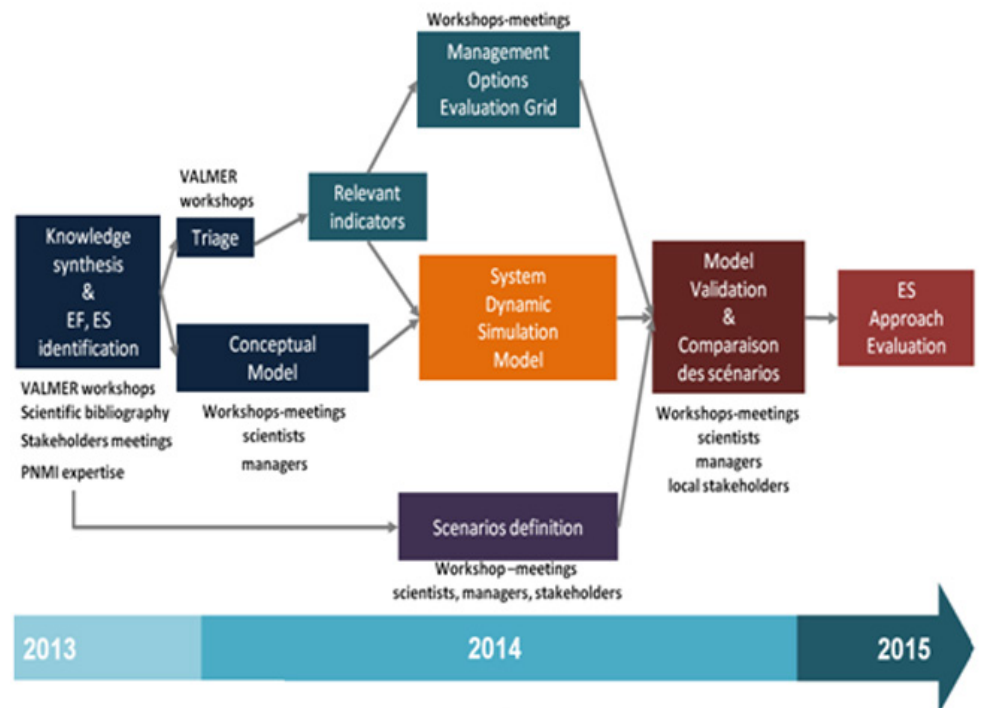 Workshops-meetings
Management
Options
Evaluation Grid
VALMER
workshops
Relevant
indicators
Knowledge
synthesis
&
EF, ES
identification
Triage
Model
Validation
&
Comparaison
des scénarios
System
Dynamic
Simulation
Model
ES
Approach
Evaluation
Conceptual
Model
VALMER workshops
Scientific bibliography
Stakeholders meetings
PNMI expertise
Workshops-meetings
scientists
managers
Workshops-meetings
scientists
managers
local stakeholders
Scenarios definition
Workshop–meetings
scientists, managers, stakeholders
2013
2014
2015